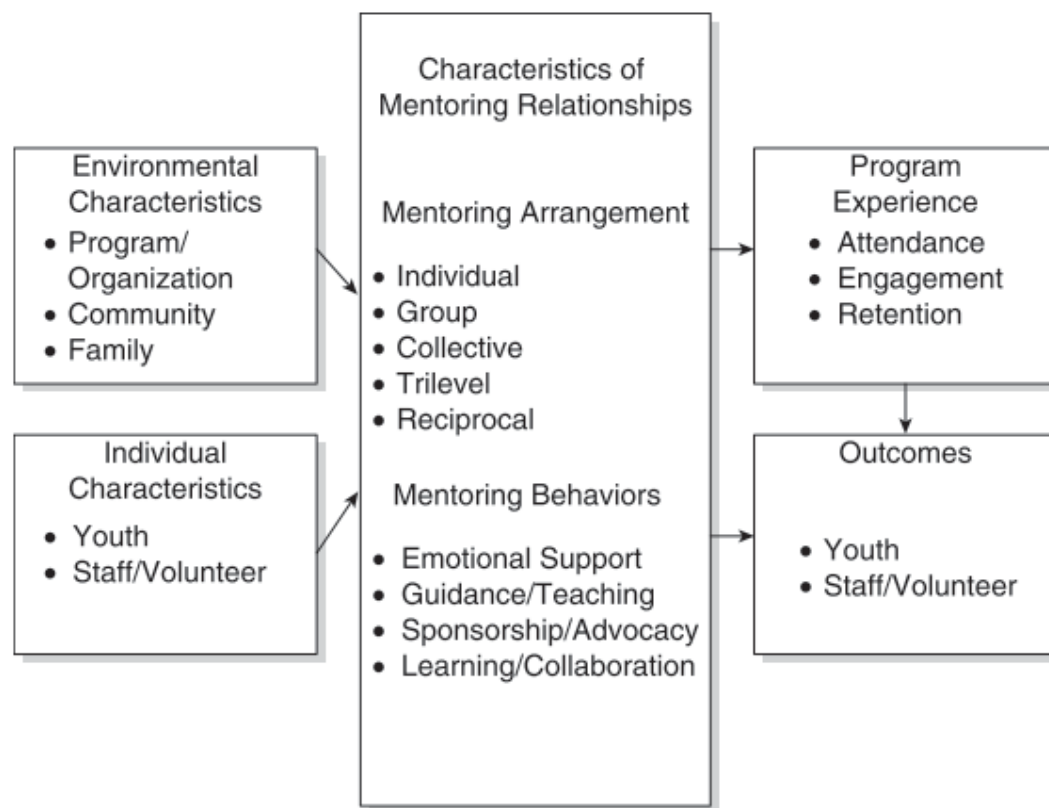 Environmental
Characteristics
• Program/
Organization
• Community
• Family
Individual
Characteristics
• Youth
• Staff/Volunteer
Characteristics of
Mentoring Relationships
Mentoring Arrangement
• Individual
• Group
• Collective
• Trilevel
• Reciprocal
Mentoring Behaviors
• Emotional Support
• Guidance/Teaching
• Sponsorship/Advocacy
• Learning/Collaboration
Program
Experience
• Attendance
• Engagement
• Retention
Outcomes
• Youth
• Staff/Volunteer